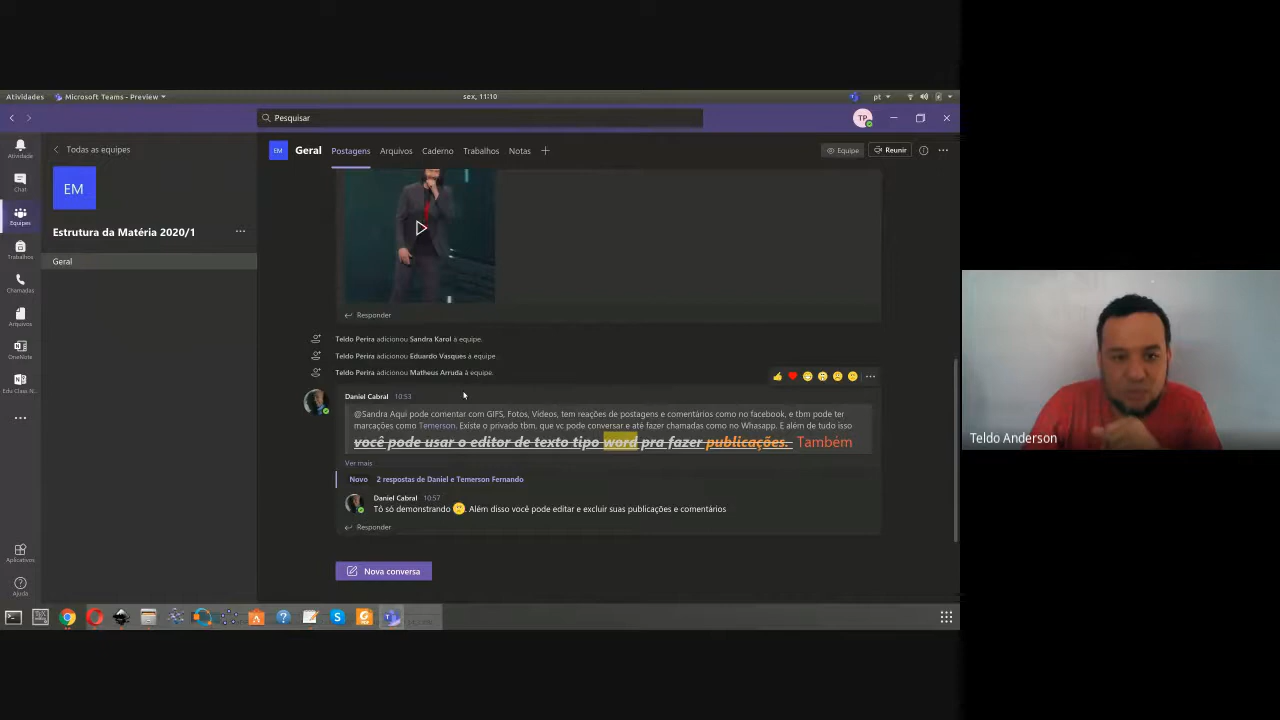 Atividades Microsoft Teams - Preview sex, 11:10 pt
Pesquisar TP
Atividade
Chat
Equipes
Trabalhos
Chamadas
Arquivos
OneNote
Edu Class N...
Aplicativos
Ajuda
Todas as equipes
EM
Estrutura da Matéria 2020/1 ...
Geral
EM Geral Postagens Arquivos Caderno Trabalhos Notas + Equipe Reunir ...
Responder
Teldo Perira adicionou Sandra Karol à equipe.
Teldo Perira adicionou Eduardo Vasques à equipe.
Teldo Perira adicionou Matheus Arruda à equipe.
Daniel Cabral 10:53
@Sandra Aqui pode comentar com GIFS, Fotos, Videos, tem reações de postagens e comentários como no facebook, e tbm pode ter
marcações como Temerson. Existe o privado tbm, que vc pode conversar e até fazer chamadas como no Whasapp. E além de tudo isso
você pode usar o editor de texto tipo word pra fazer publicações. Também
Ver mais
Novo 2 respostas de Daniel e Temerson Fernando
Daniel Cabral 10:57
Tô só demonstrando . Além disso você pode editar e excluir suas publicações e comentários
Responder
Nova conversa
Teldo Anderson